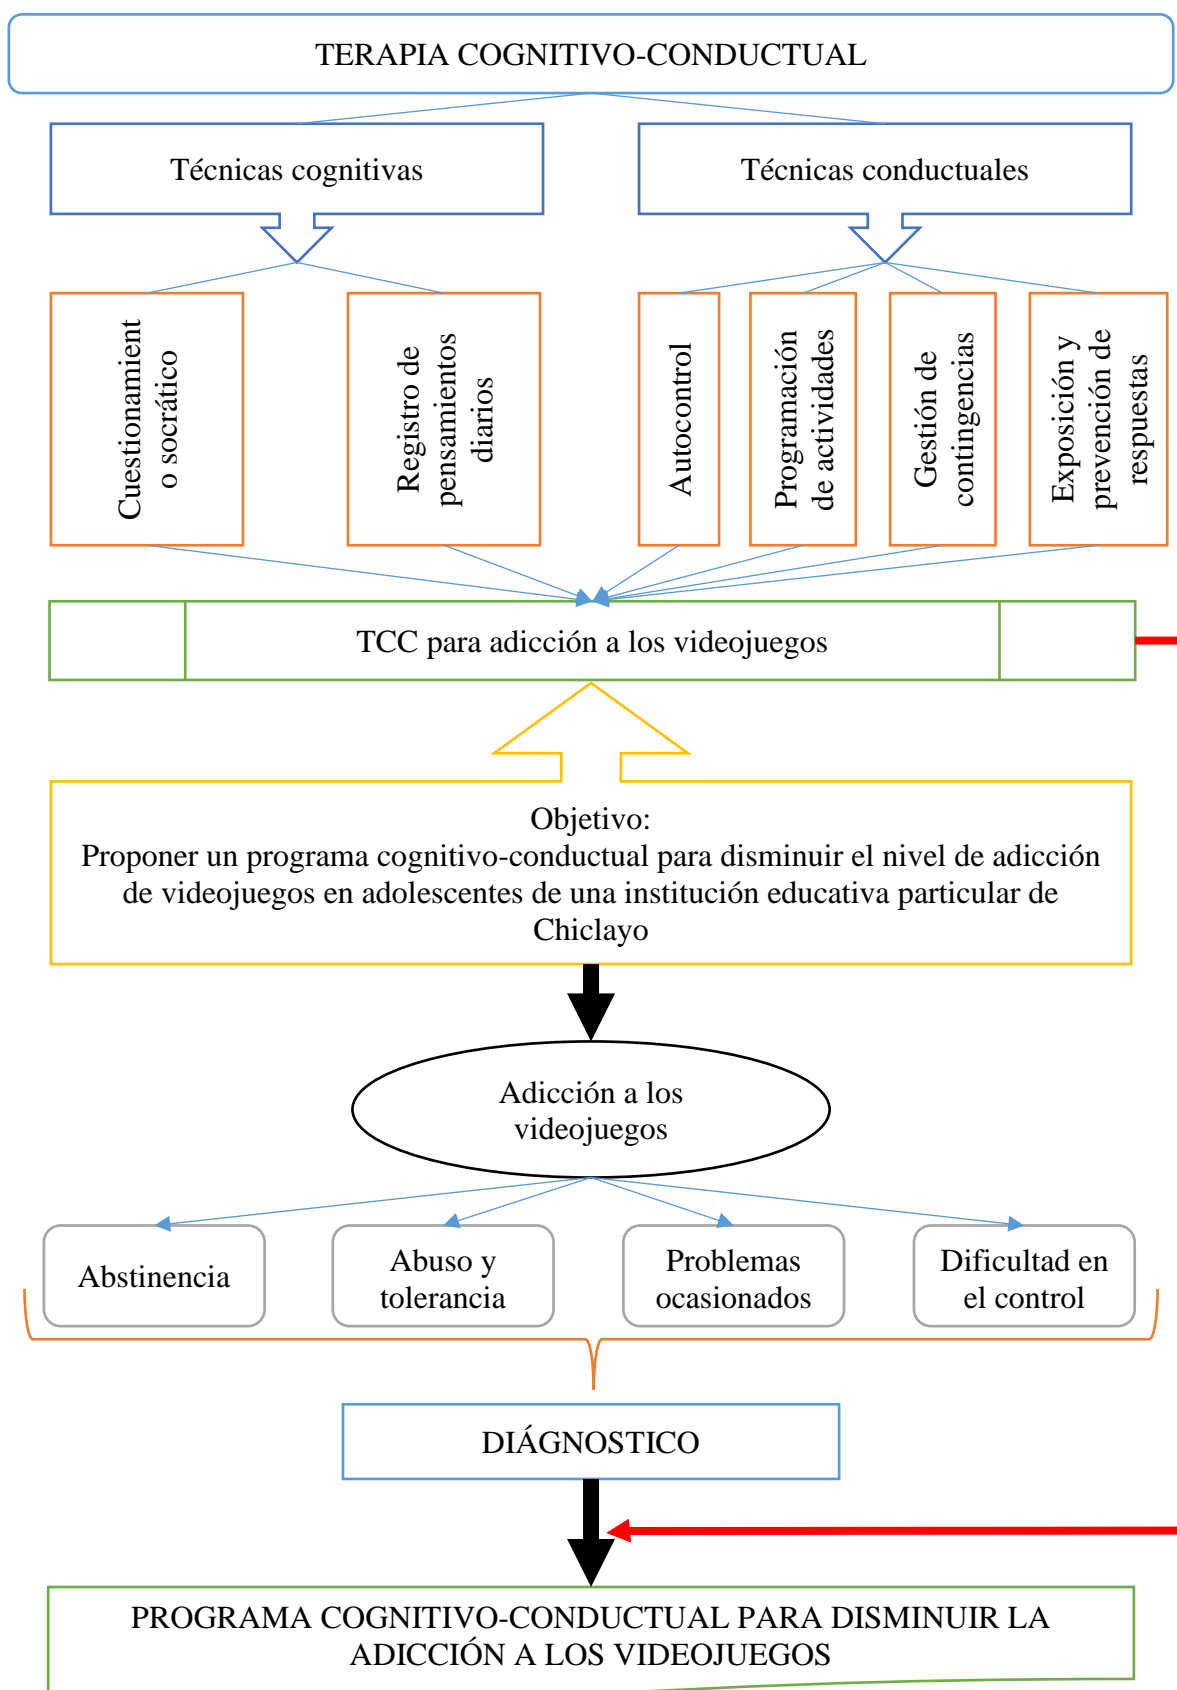 TERAPIA COGNITIVO-CONDUCTUAL
Técnicas cognitivas
Técnicas conductuales
Cuestionamient
o socrático
Registro de
pensamientos
diarios
Autocontrol
Programación
de actividades
Gestión de
contingencias
Exposición y
prevención de
respuestas
TCC para adicción a los videojuegos
Objetivo:
Proponer un programa cognitivo-conductual para disminuir el nivel de adicción
de videojuegos en adolescentes de una institución educativa particular de
Chiclayo
Adicción a los
videojuegos
Abstinencia
Abuso y
tolerancia
Problemas
ocasionados
Dificultad en
el control
DIÁGNOSTICO
PROGRAMA COGNITIVO-CONDUCTUAL PARA DISMINUIR LA
ADICCIÓN A LOS VIDEOJUEGOS